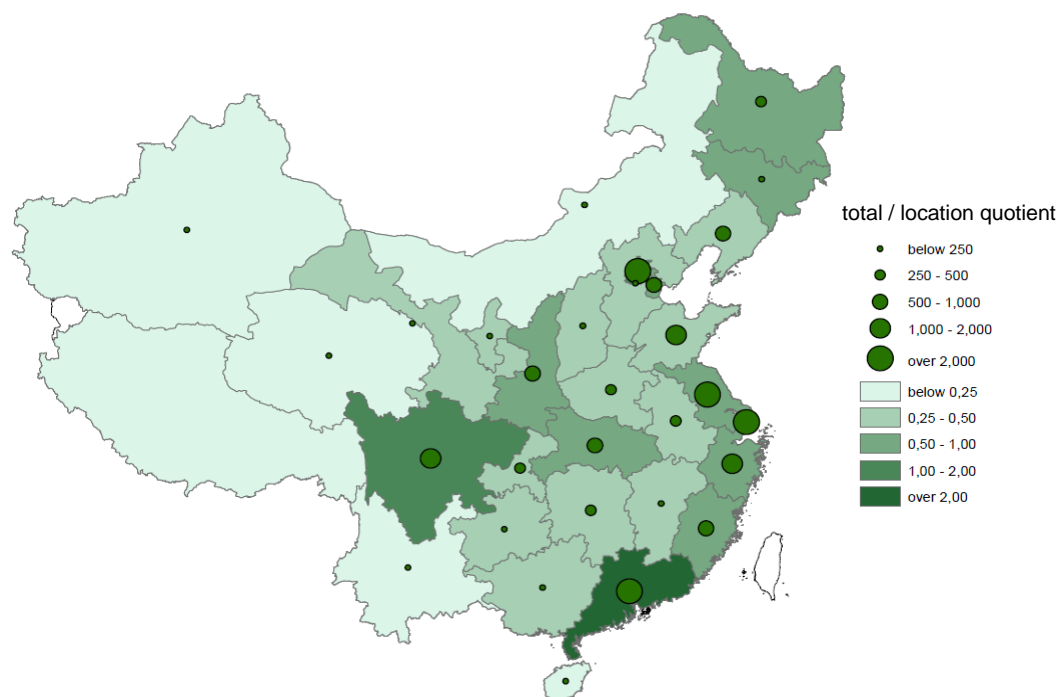 total / location quotient
below 250
250 - 500
500 - 1,000
1,000 - 2,000
over 2,000
below 0,25
0,25 - 0,50
0,50 - 1,00
1,00 - 2,00
over 2,00